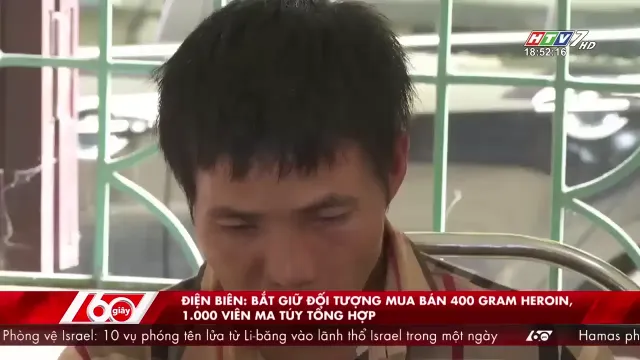 HTV7 HD
18:52:16
60 giây
ĐIỆN BIÊN: BẮT GIỮ ĐỐI TƯỢNG MUA BÁN 400 GRAM HEROIN,
1.000 VIÊN MA TÚY TỔNG HỢP
Phòng vệ Israel: 10 vụ phóng tên lửa từ Li-băng vào lãnh thổ Israel trong một ngày 60 Hamas p